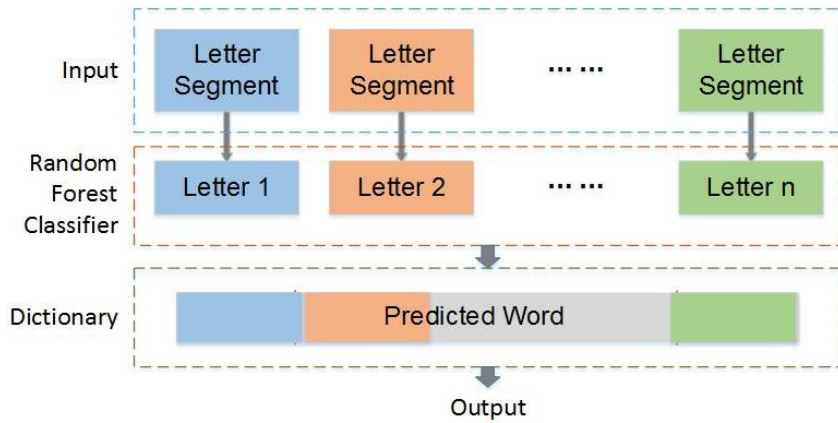 Input
Letter Segment
Letter Segment
... ...
Letter Segment
Random Forest Classifier
Letter 1
Letter 2
... ...
Letter n
Dictionary
Predicted Word
Output